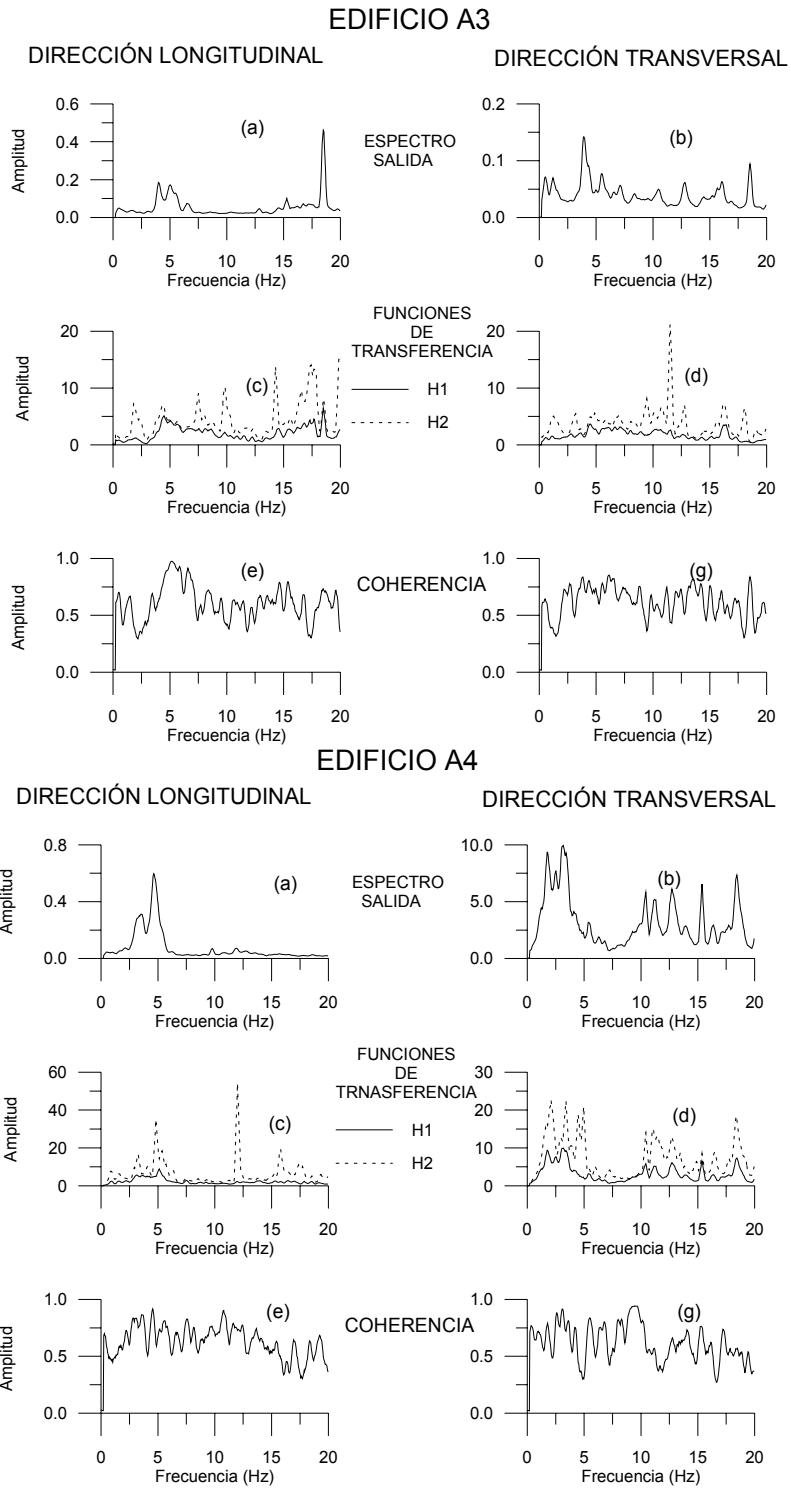 EDIFICIO A3
DIRECCIÓN LONGITUDINAL
DIRECCIÓN TRANSVERSAL
Amplitud
0.6
0.4
0.2
0.0
(a)
0 5 10 15 20
Frecuencia (Hz)
ESPECTRO
SALIDA
0.2
0.1
0.0
(b)
0 5 10 15 20
Frecuencia (Hz)
Amplitud
20
10
0
(c)
0 5 10 15 20
Frecuencia (Hz)
FUNCIONES
DE
TRANSFERENCIA
H1
H2
20
10
0
(d)
0 5 10 15 20
Frecuencia (Hz)
Amplitud
1.0
0.5
0.0
(e)
0 5 10 15 20
Frecuencia (Hz)
COHERENCIA
1.0
0.5
0.0
(g)
0 5 10 15 20
Frecuencia (Hz)
EDIFICIO A4
DIRECCIÓN LONGITUDINAL
DIRECCIÓN TRANSVERSAL
Amplitud
0.8
0.4
0.0
(a)
0 5 10 15 20
Frecuencia (Hz)
ESPECTRO
SALIDA
10.0
5.0
0.0
(b)
0 5 10 15 20
Frecuencia (Hz)
Amplitud
60
40
20
0
(c)
0 5 10 15 20
Frecuencia (Hz)
FUNCIONES
DE
TRNASFERENCIA
H1
H2
30
20
10
0
(d)
0 5 10 15 20
Frecuencia (Hz)
Amplitud
1.0
0.5
0.0
(e)
0 5 10 15 20
Frecuencia (Hz)
COHERENCIA
1.0
0.5
0.0
(g)
0 5 10 15 20
Frecuencia (Hz)